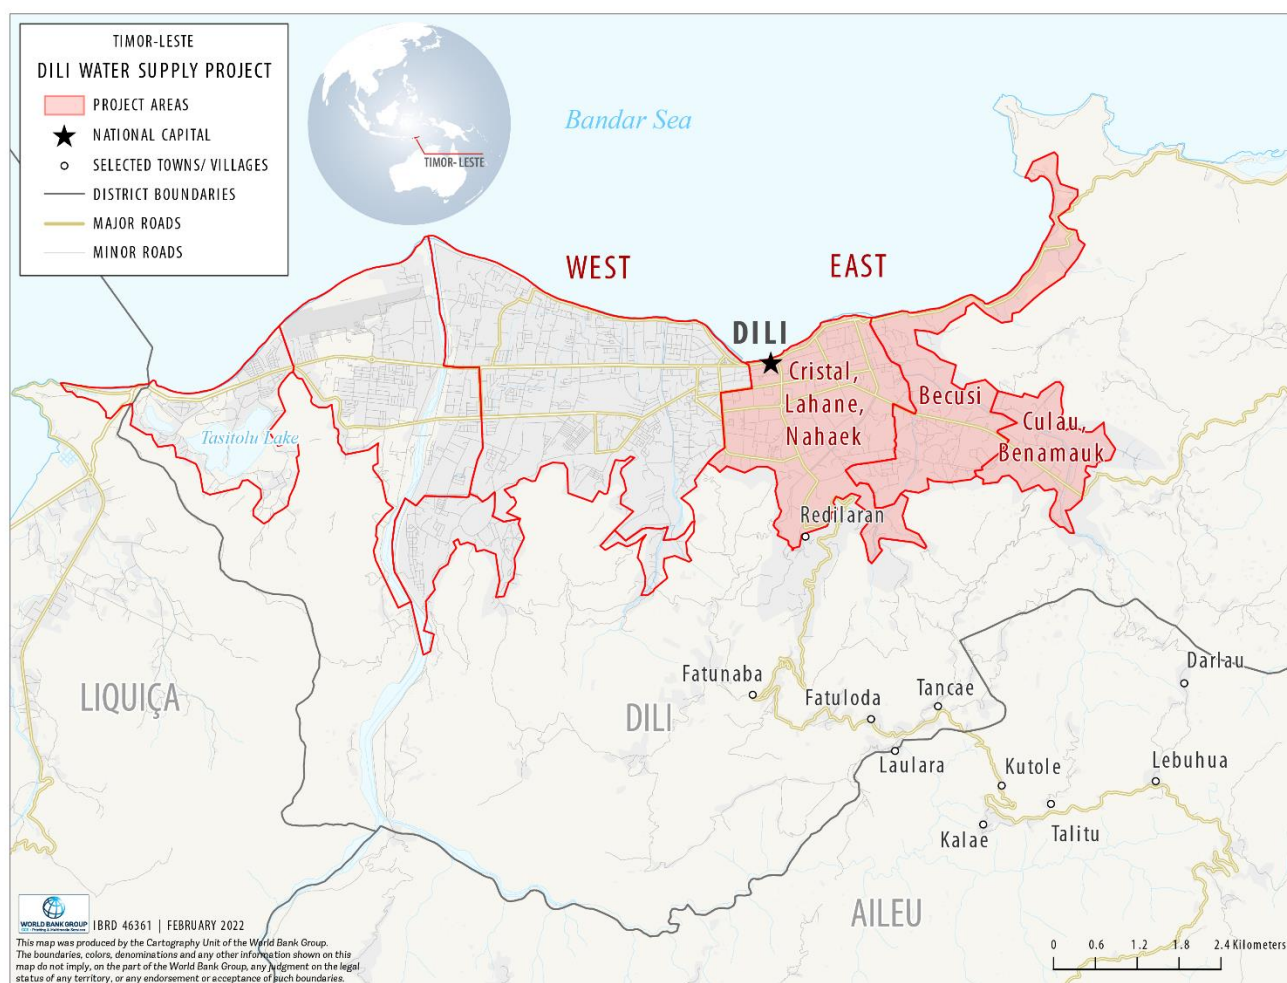 TIMOR-LESTE
DILI WATER SUPPLY PROJECT
PROJECT AREAS
NATIONAL CAPITAL
SELECTED TOWNS/ VILLAGES
DISTRICT BOUNDARIES
MAJOR ROADS
MINOR ROADS
TIMOR- LESTE
Bandar Sea
WEST
EAST
DILI
Cristal,
Lahane,
Nahaek
Becusi
Culau,
Benamauk
Tasitolu Lake
Redilaran
LIQUIÇA
DILI
Fatunaba
Fatuloda
Tancae
Darlau
Laulara
Kutole
Lebuhua
Kalae
Talitu
AILEU
WORLD BANK GROUP
IBRD 46361 | FEBRUARY 2022
This map was produced by the Cartography Unit of the World Bank Group.
The boundaries, colors, denominations and any other information shown on this
map do not imply, on the part of the World Bank Group, any judgment on the legal
status of any territory, or any endorsement or acceptance of such boundaries.
0 0.6 1.2 1.8 2.4 Kilometers